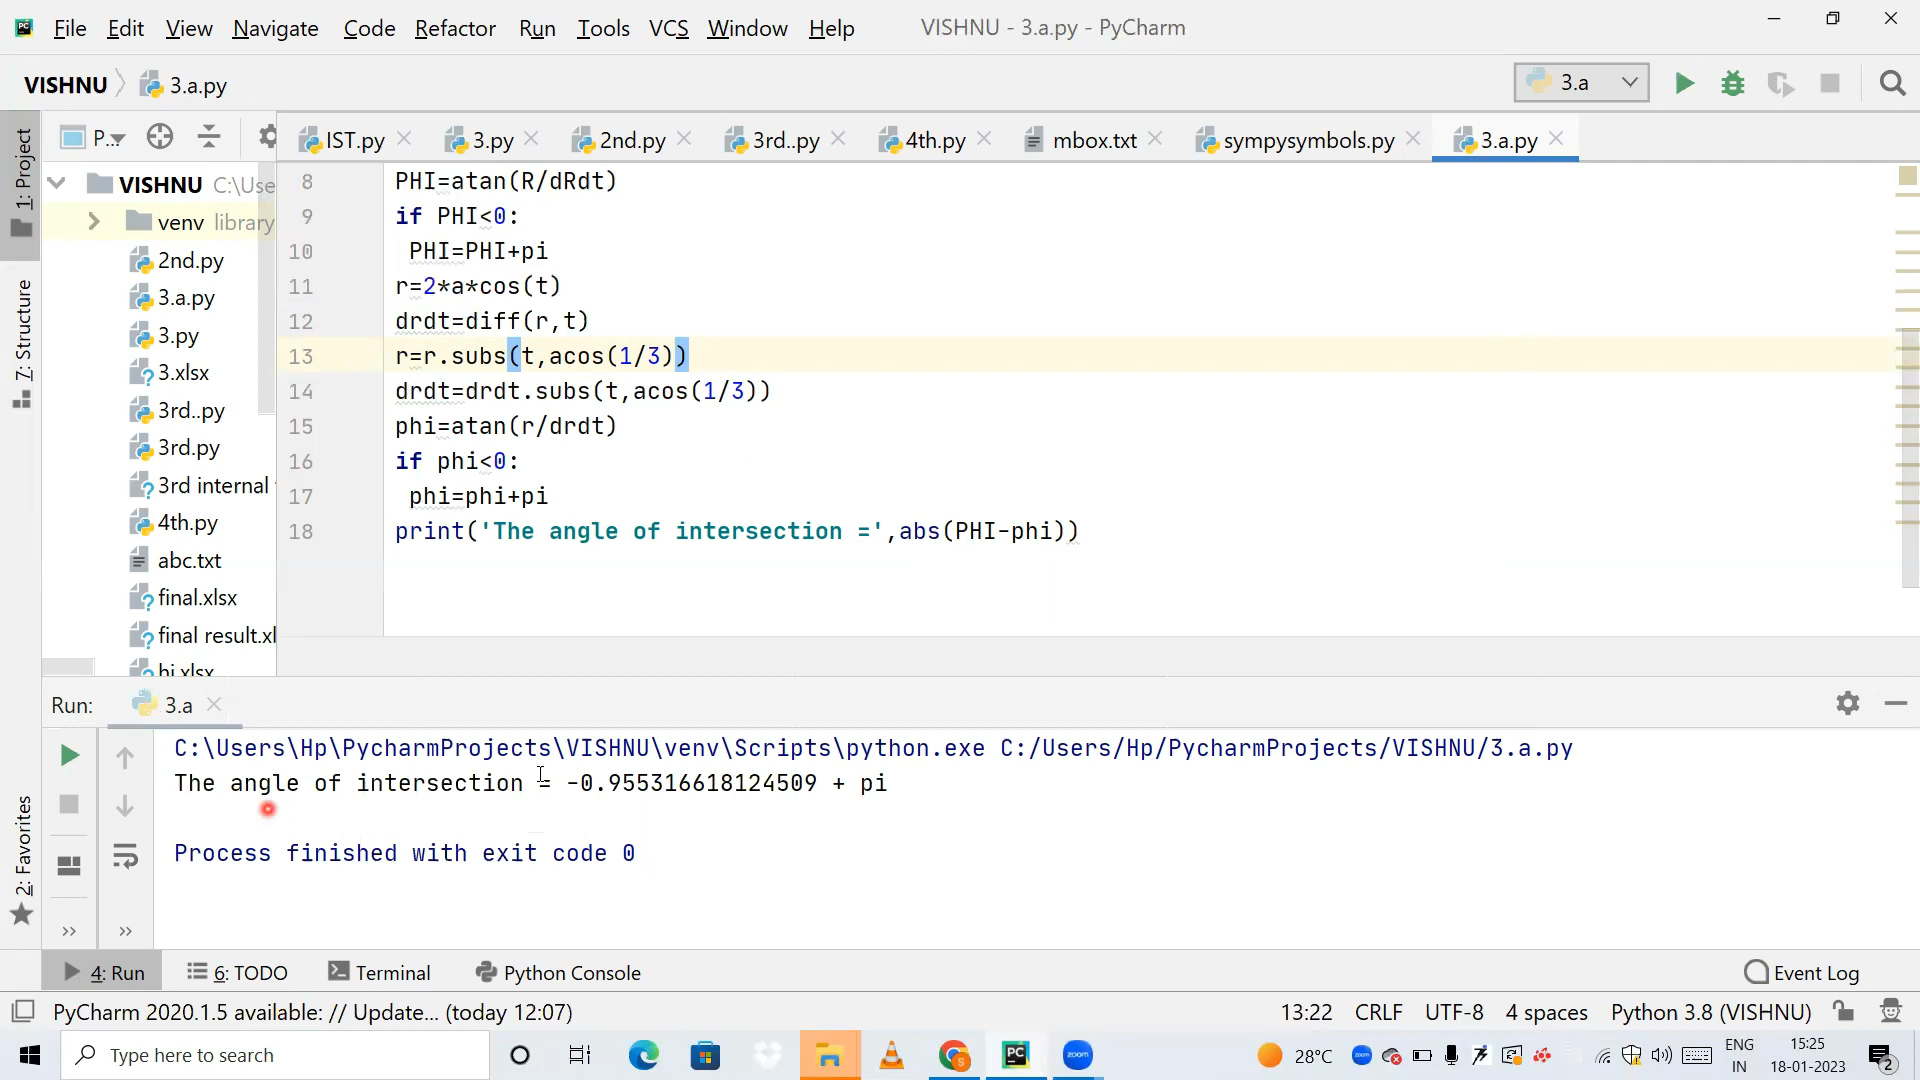 File Edit View Navigate Code Refactor Run Tools VCS Window Help VISHNU - 3.a.py - PyCharm
VISHNU 3.a.py 3.a
P... IST.py 3.py 2nd.py 3rd..py 4th.py mbox.txt sympysymbols.py 3.a.py
1: Project
7: Structure
2: Favorites
VISHNU C:\Use
venv library
2nd.py
3.a.py
3.py
3.xlsx
3rd..py
3rd.py
3rd internal
4th.py
abc.txt
final.xlsx
final result.xl
hi.xlsx
8 PHI=atan(R/dRdt)
9 if PHI<0:
10 PHI=PHI+pi
11 r=2*a*cos(t)
12 drdt=diff(r,t)
13 r=r.subs(t,acos(1/3))
14 drdt=drdt.subs(t,acos(1/3))
15 phi=atan(r/drdt)
16 if phi<0:
17 phi=phi+pi
18 print('The angle of intersection =',abs(PHI-phi))
Run: 3.a
C:\Users\Hp\PycharmProjects\VISHNU\venv\Scripts\python.exe C:/Users/Hp/PycharmProjects/VISHNU/3.a.py
The angle of intersection = -0.955316618124509 + pi
Process finished with exit code 0
4: Run 6: TODO Terminal Python Console Event Log
PyCharm 2020.1.5 available: // Update... (today 12:07) 13:22 CRLF UTF-8 4 spaces Python 3.8 (VISHNU)
Type here to search zoom 28°C zoom ENG 15:25
IN 18-01-2023 2